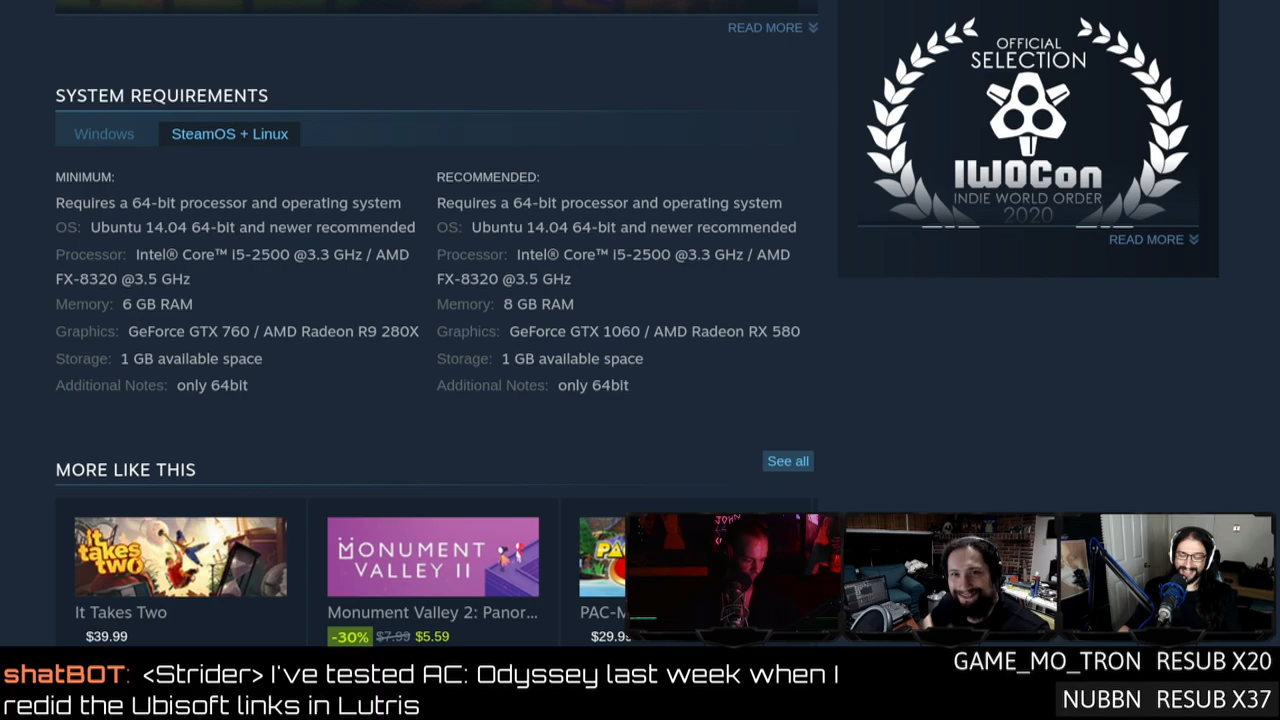 READ MORE
SYSTEM REQUIREMENTS
Windows
SteamOS + Linux
MINIMUM:
Requires a 64-bit processor and operating system
OS: Ubuntu 14.04 64-bit and newer recommended
Processor: Intel® Core™ i5-2500 @3.3 GHz / AMD
FX-8320 @3.5 GHz
Memory: 6 GB RAM
Graphics: GeForce GTX 760 / AMD Radeon R9 280X
Storage: 1 GB available space
Additional Notes: only 64bit
RECOMMENDED:
Requires a 64-bit processor and operating system
OS: Ubuntu 14.04 64-bit and newer recommended
Processor: Intel® Core™ i5-2500 @3.3 GHz / AMD
FX-8320 @3.5 GHz
Memory: 8 GB RAM
Graphics: GeForce GTX 1060 / AMD Radeon RX 580
Storage: 1 GB available space
Additional Notes: only 64bit
OFFICIAL
SELECTION
IWOCon
INDIE WORLD ORDER
2020
READ MORE
MORE LIKE THIS
See all
It
takes
two
It Takes Two
$39.99
MONUMENT
VALLEY II
Monument Valley 2: Panor...
-30% $7.99 $5.59
PAC-M
$29.99
JOHN
shatBOT: <Strider> I've tested AC: Odyssey last week when I
redid the Ubisoft links in Lutris
GAME_MO_TRON RESUB X20
NUBBN RESUB X37